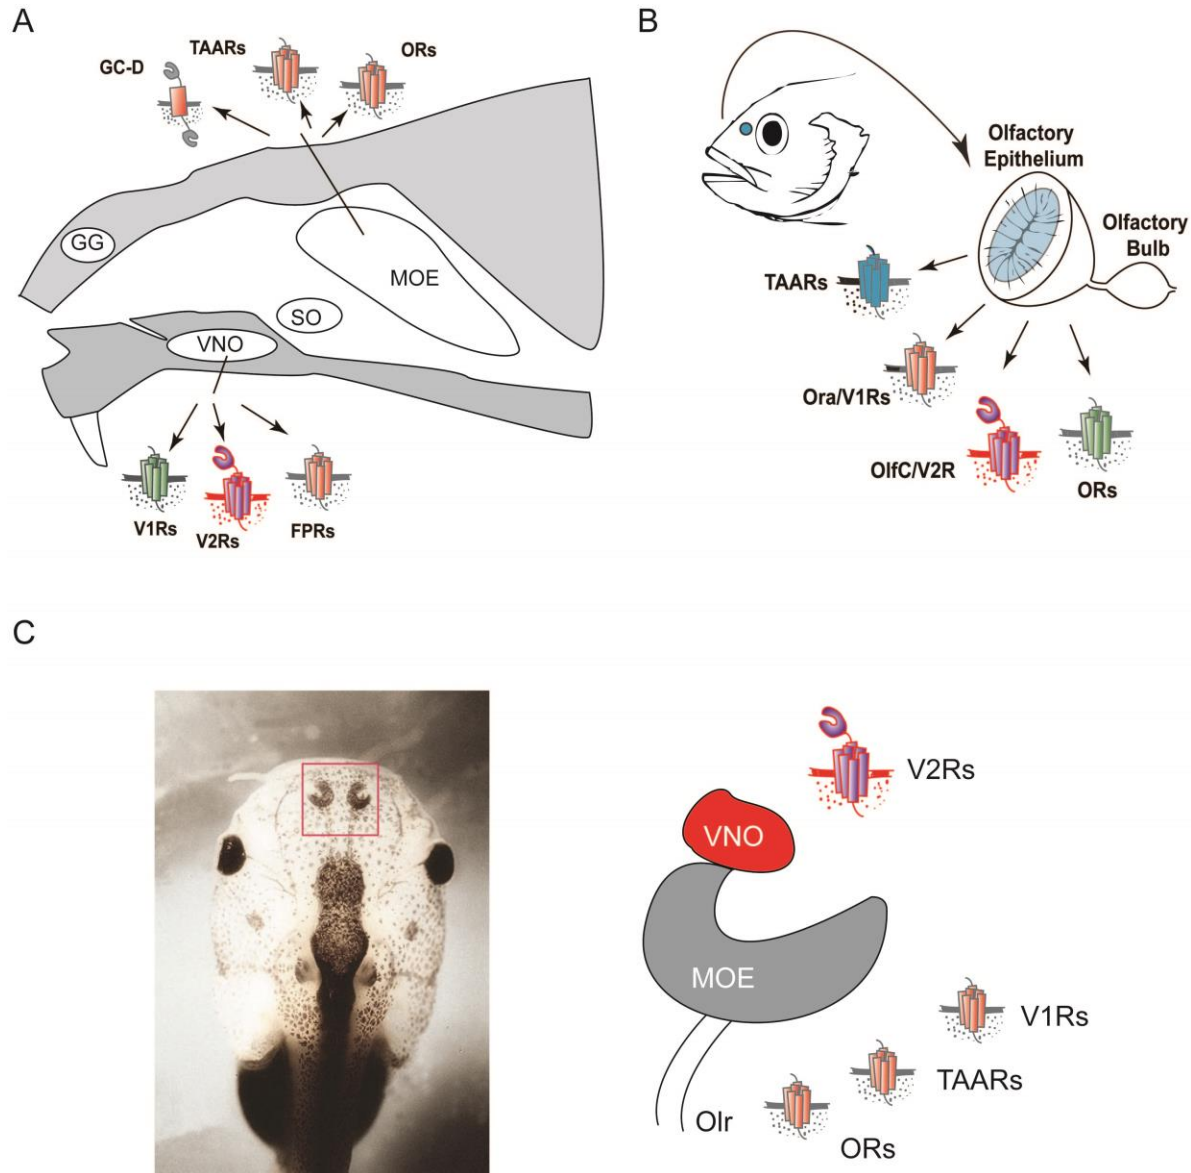 A
GC-D
TAARs
ORs
GG
MOE
SO
VNO
V1Rs
V2Rs
FPRs
B
Olfactory
Epithelium
Olfactory
Bulb
TAARs
Ora/V1Rs
OlfC/V2R
ORs
C
V2Rs
VNO
MOE
V1Rs
TAARs
Olr
ORs